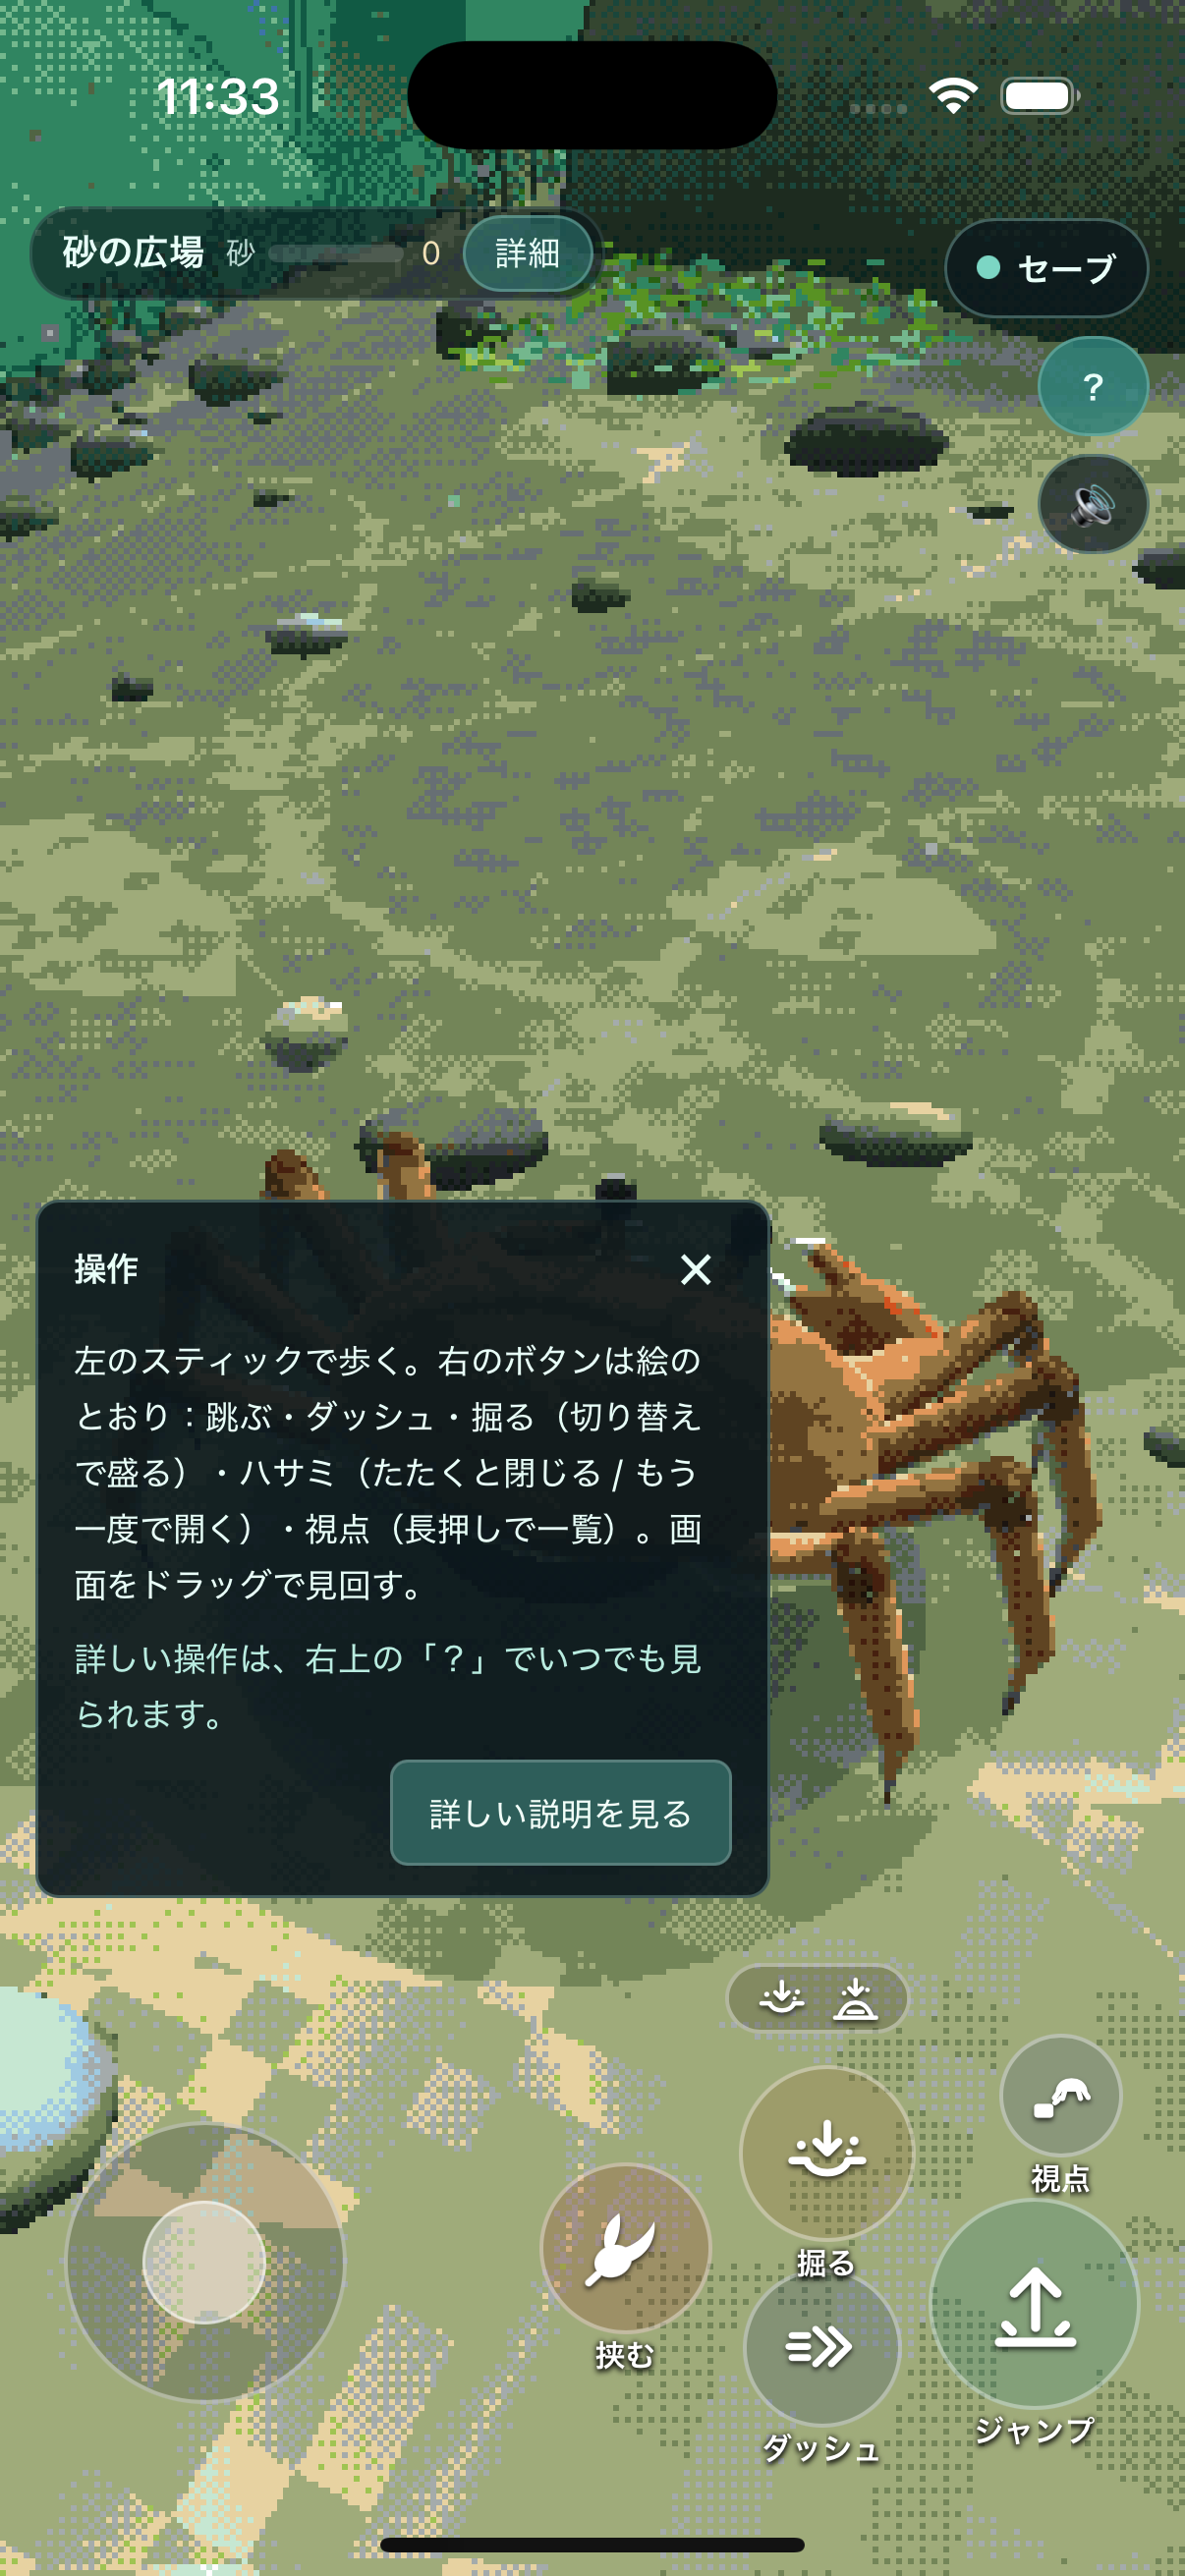 11:33
砂の広場 砂 0 詳細
セーブ
?
操作 ×
左のスティックで歩く。右のボタンは絵の
とおり：跳ぶ・ダッシュ・掘る（切り替え
で盛る）・ハサミ（たたくと閉じる / もう
一度で開く）・視点（長押しで一覧）。画
面をドラッグで見回す。
詳しい操作は、右上の「？」でいつでも見
られます。
詳しい説明を見る
視点
掘る
挟む
ジャンプ
ダッシュ